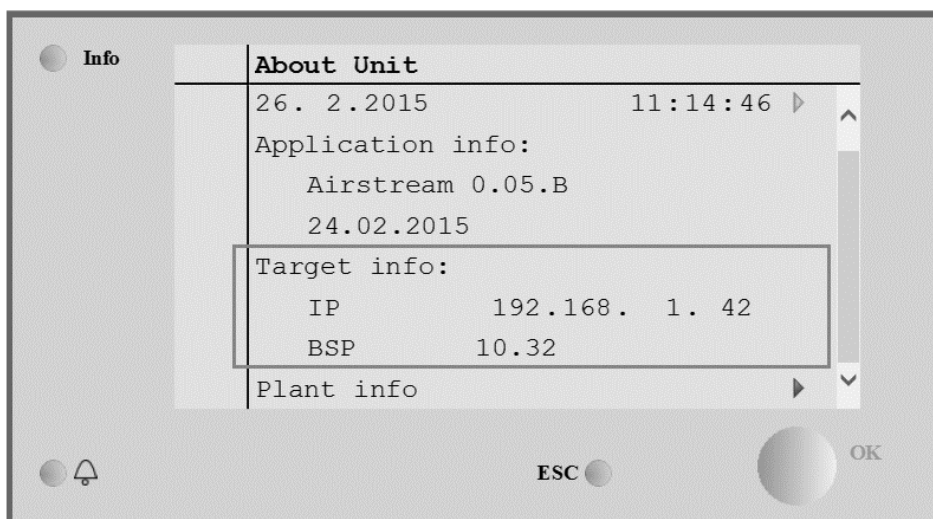 Info
About Unit
26. 2.2015 11:14:46
Application info:
Airstream 0.05.B
24.02.2015
Target info:
IP 192.168. 1. 42
BSP 10.32
Plant info
ESC
OK